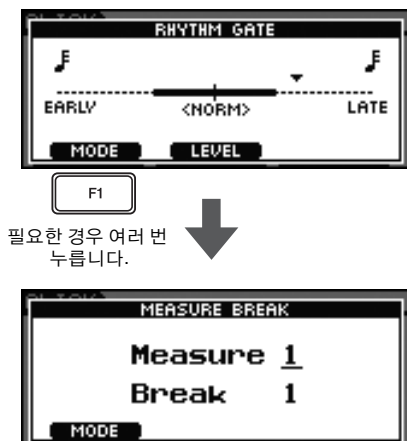 RHYTHM GATE
EARLY <NORM> LATE
MODE LEVEL
F1
필요한 경우 여러 번
누릅니다.
MEASURE BREAK
Measure 1
Break 1
MODE